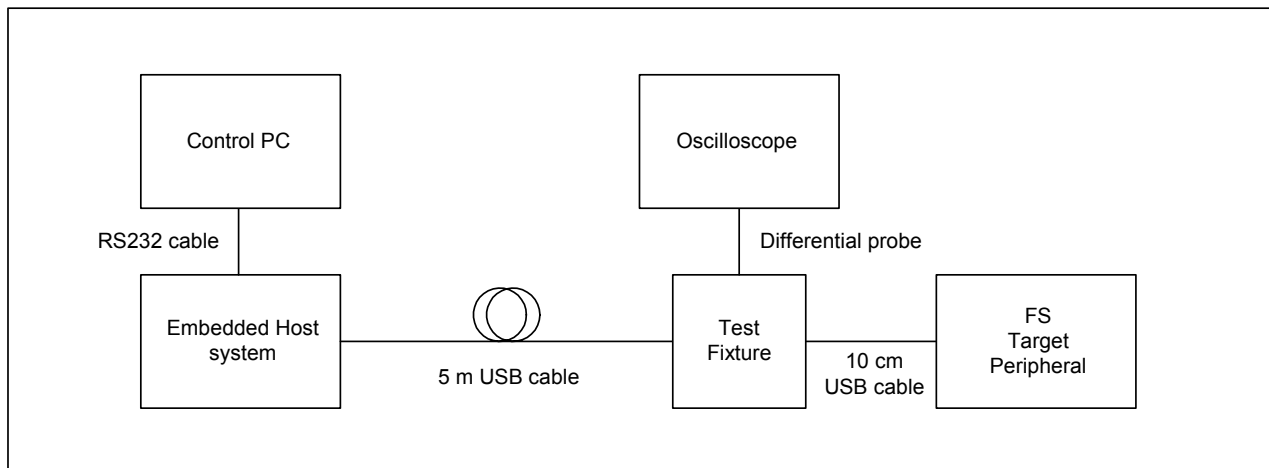 Control PC
Oscilloscope
RS232 cable
Differential probe
Embedded Host
system
5 m USB cable
Test
Fixture
10 cm
USB cable
FS
Target
Peripheral